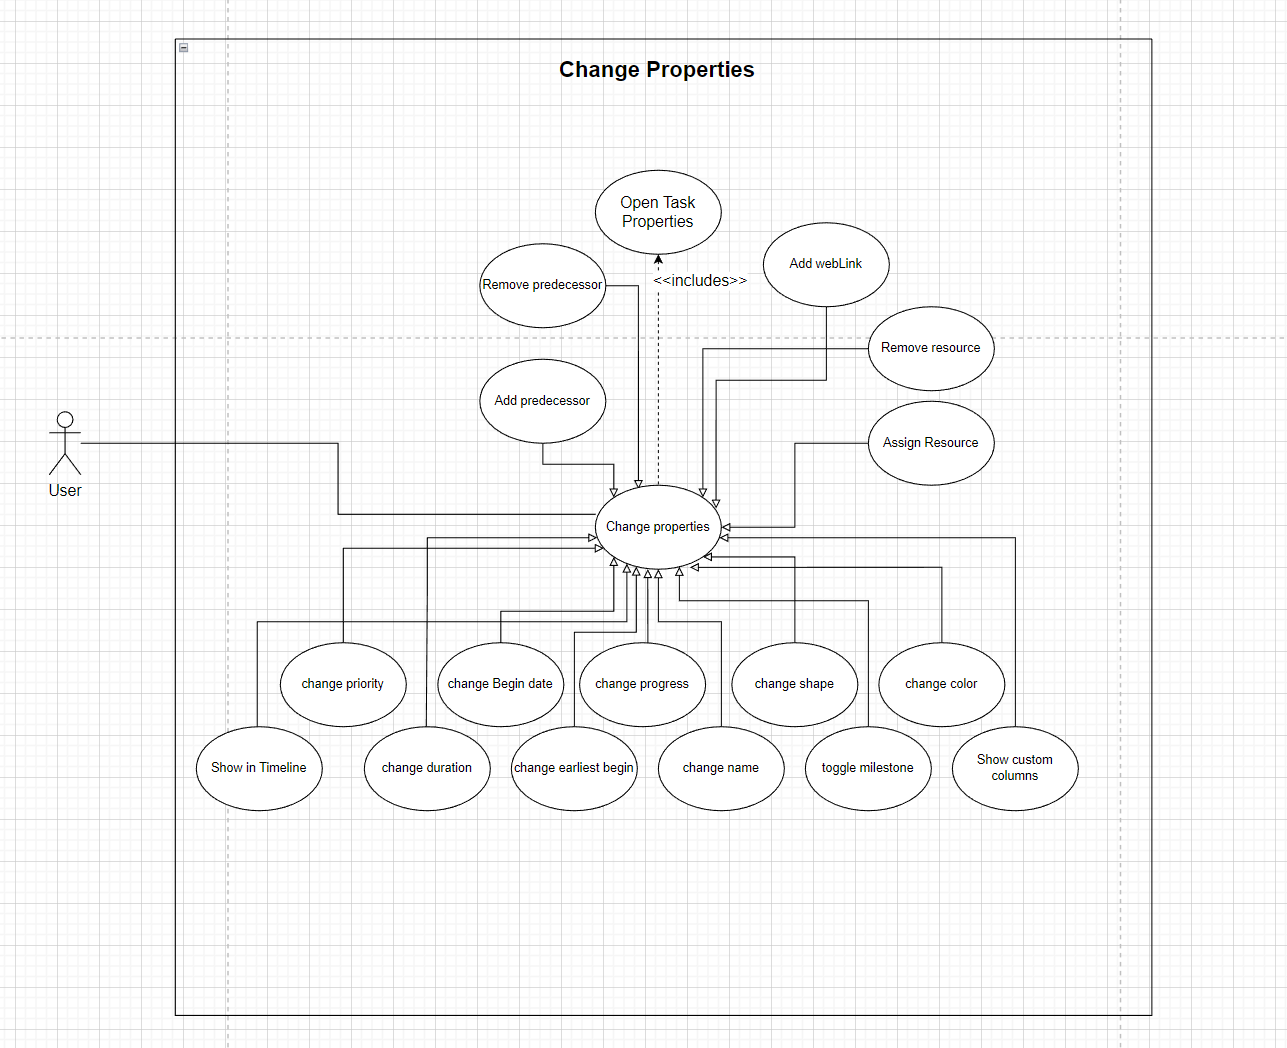 Change Properties
Open Task
Properties
Add webLink
<<includes>>
Remove predecessor
Remove resource
Add predecessor
Assign Resource
User
Change properties
change priority
change Begin date
change progress
change shape
change color
Show in Timeline
change duration
change earliest begin
change name
toggle milestone
Show custom
columns